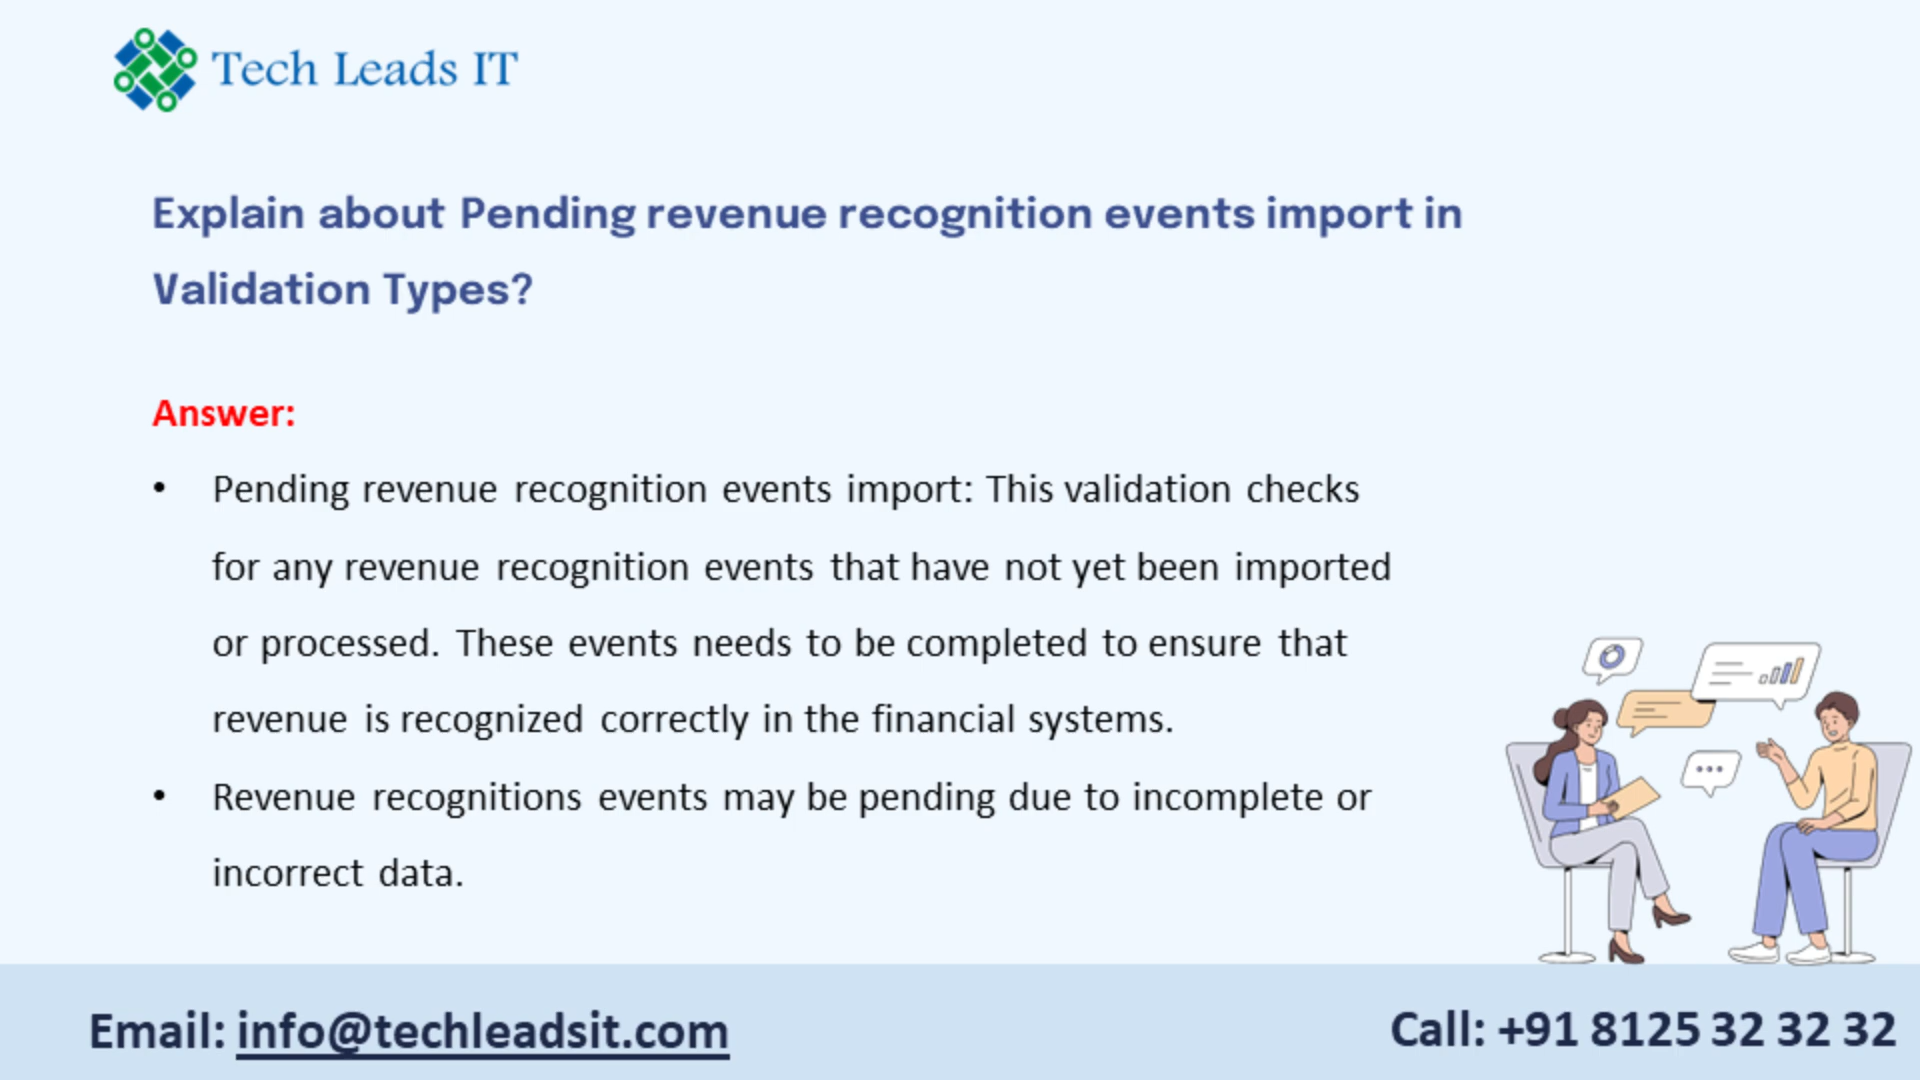 Tech Leads IT
Explain about Pending revenue recognition events import in
Validation Types?
Answer:
• Pending revenue recognition events import: This validation checks
for any revenue recognition events that have not yet been imported
or processed. These events needs to be completed to ensure that
revenue is recognized correctly in the financial systems.
• Revenue recognitions events may be pending due to incomplete or
incorrect data.
Email: info@techleadsit.com
Call: +91 8125 32 32 32